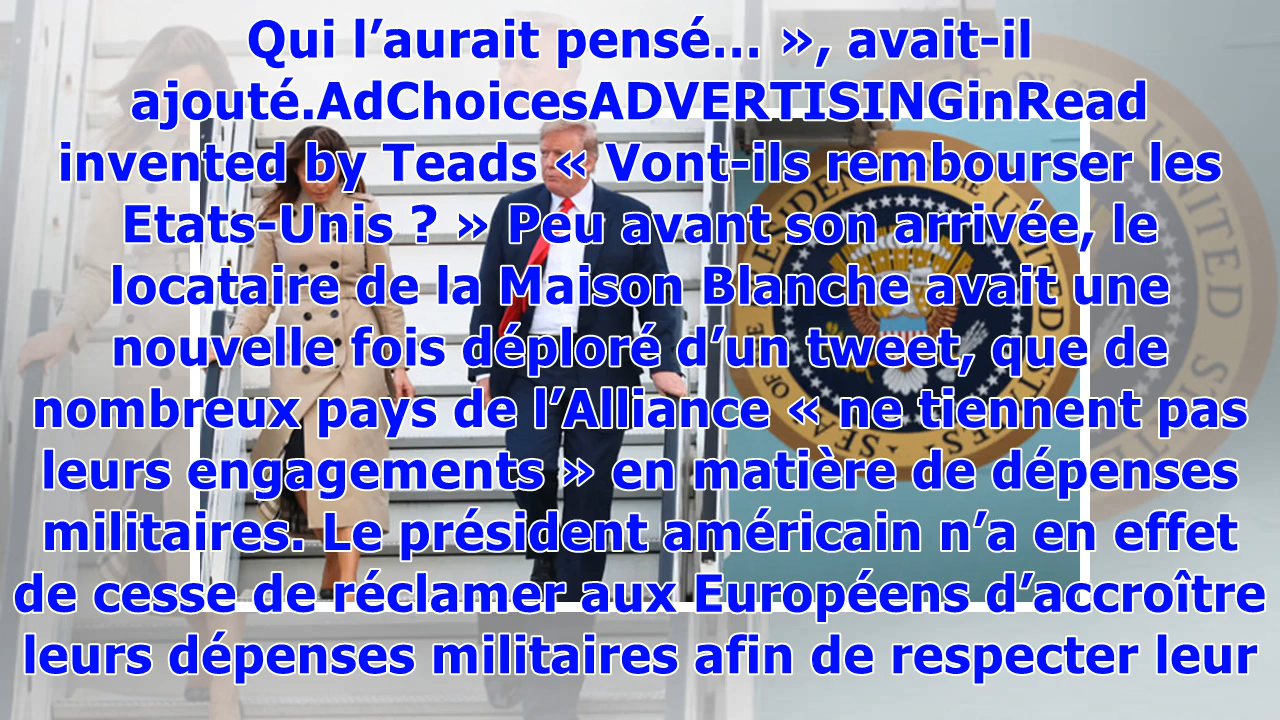 Qui l’aurait pensé… », avait-il
ajouté.AdChoicesADVERTISINGinRead
invented by Teads « Vont-ils rembourser les
Etats-Unis ? » Peu avant son arrivée, le
locataire de la Maison Blanche avait une
nouvelle fois déploré d’un tweet, que de
nombreux pays de l’Alliance « ne tiennent pas
leurs engagements » en matière de dépenses
militaires. Le président américain n’a en effet
de cesse de réclamer aux Européens d’accroître
leurs dépenses militaires afin de respecter leur